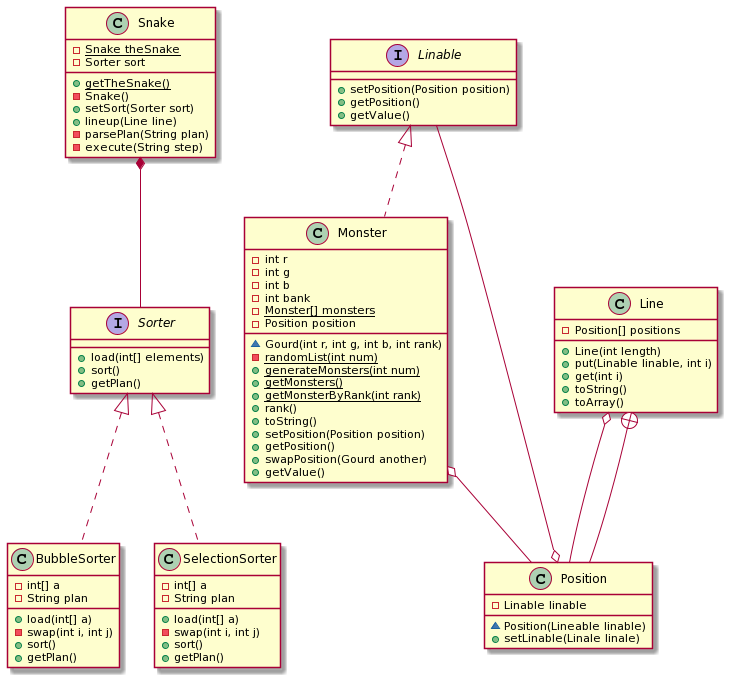 C Snake
Snake theSnake
Sorter sort
getTheSnake()
Snake()
setSort(Sorter sort)
lineup(Line line)
parsePlan(String plan)
execute(String step)
I Linable
setPosition(Position position)
getPosition()
getValue()
C Monster
int r
int g
int b
int bank
Monster[] monsters
Position position
Gourd(int r, int g, int b, int rank)
randomList(int num)
generateMonsters(int num)
getMonsters()
getMonsterByRank(int rank)
rank()
toString()
setPosition(Position position)
getPosition()
swapPosition(Gourd another)
getValue()
C Line
Position[] positions
Line(int length)
put(Linable linable, int i)
get(int i)
toString()
toArray()
I Sorter
load(int[] elements)
sort()
getPlan()
C BubbleSorter
int[] a
String plan
load(int[] a)
swap(int i, int j)
sort()
getPlan()
C SelectionSorter
int[] a
String plan
load(int[] a)
swap(int i, int j)
sort()
getPlan()
C Position
Linable linable
Position(Lineable linable)
setLinable(Linale linale)